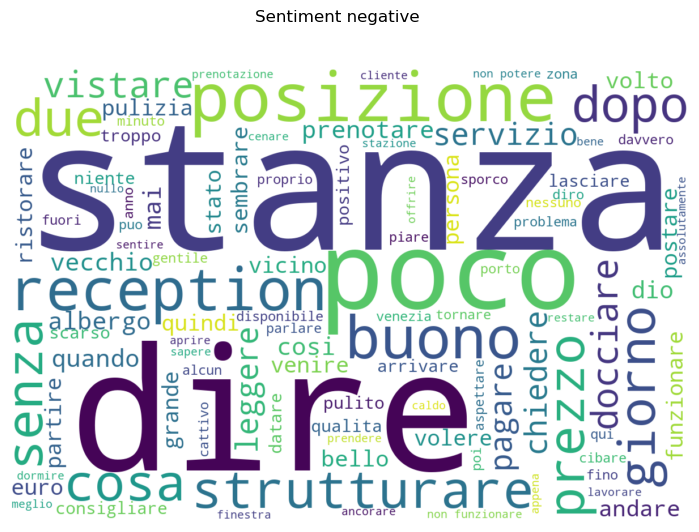 Sentiment negative
prenotazione
cliente
non potere
zona
vistare
posizione
volto
due
pulizia
dopo
minuto
troppo
prenotare
servizio
cenare
stazione
bene
davvero
stanza
ristorare
niente
nullo
anno
mai
stato
sembrare
proprio
positivo
offrire
persona
sporco
nessuno
lasciare
diro
postare
assolutamente
fuori
puo
problema
sentire
piare
vecchio
gentile
vicino
poco
porto
dio
reception
disponibile
venezia
tornare
restare
albergo
quindi
parlare
buono
docciare
scarso
senza
quando
aprire
sapere
leggere
cosi
venire
arrivare
chiedere
prezzo
giorno
funzionare
alcun
dire
partire
grande
cattivo
datare
pulito
caldo
prendere
qualita
volere
aspettare
poi
pagare
qui
bello
cibare
dormire
euro
meglio
cosa
consigliare
strutturare
finestra
ancorare
non funzionare
appena
fino
lavorare
andare